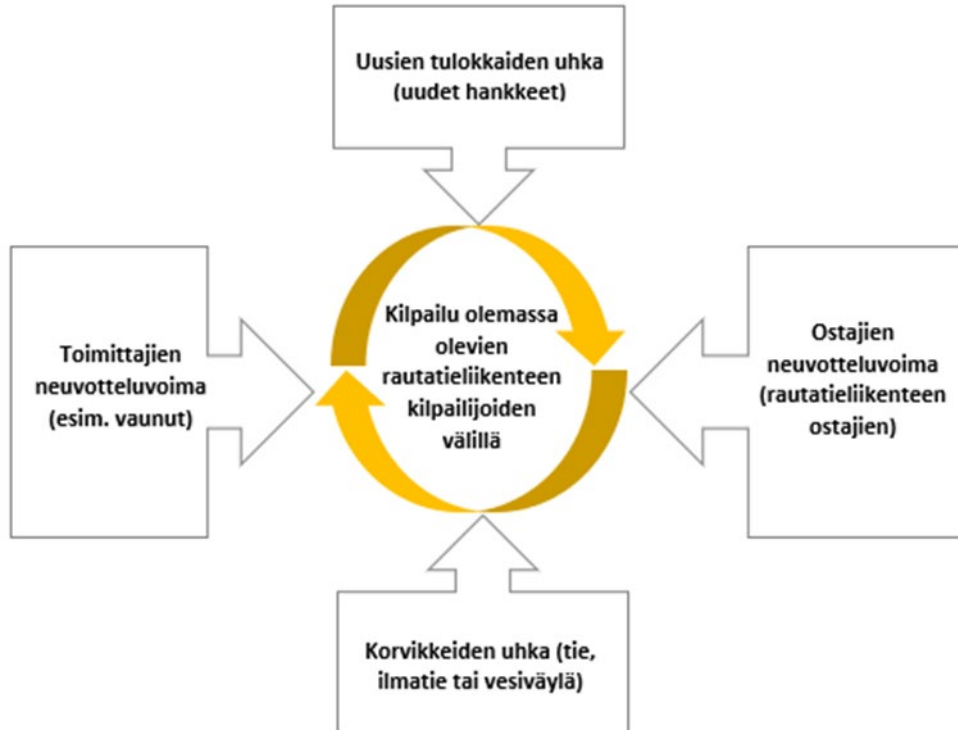 Uusien tulokkaiden uhka
(uudet hankkeet)
Toimittajien
neuvotteluvoima
(esim. vaunut)
Kilpailu olemassa
olevien
rautatieliikenteen
kilpailijoiden
välillä
Ostajien
neuvotteluvoima
(rautatieliikenteen
ostajien)
Korvikkeiden uhka (tie,
ilmatie tai vesiväylä)